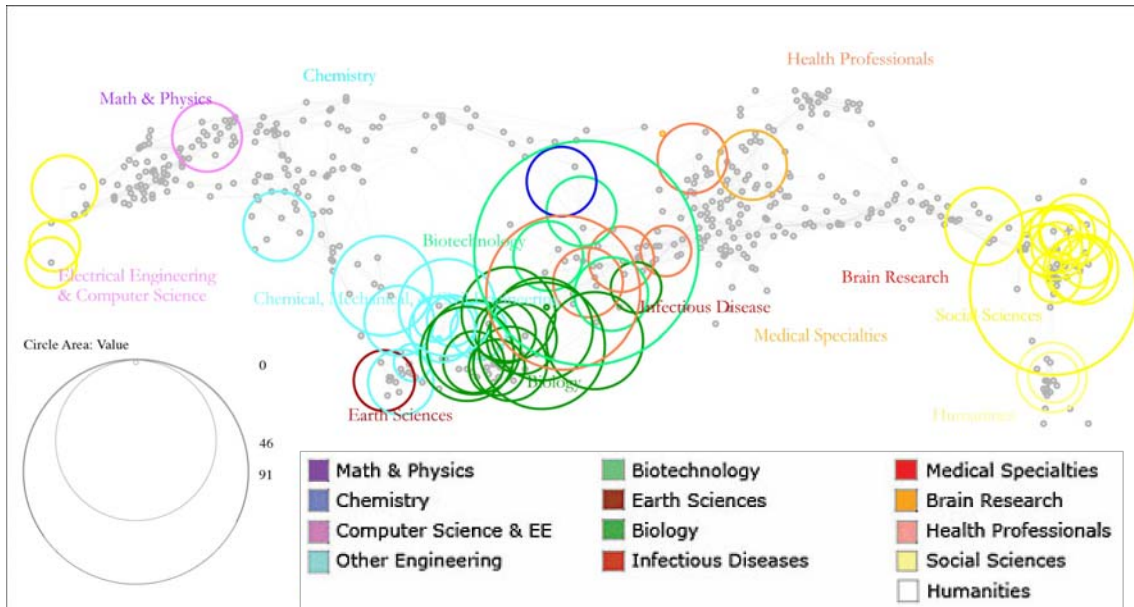 Health Professionals
Chemistry
Math & Physics
Biotechnology
Electrical Engineering
& Computer Science
Brain Research
Chemical, Mechanical,
Infectious Disease
Social Sciences
Medical Specialties
Circle Area: Value
0
Biology
Earth Sciences
Humanities
46
91
Math & Physics
Chemistry
Computer Science & EE
Other Engineering
Biotechnology
Earth Sciences
Biology
Infectious Diseases
Medical Specialties
Brain Research
Health Professionals
Social Sciences
Humanities